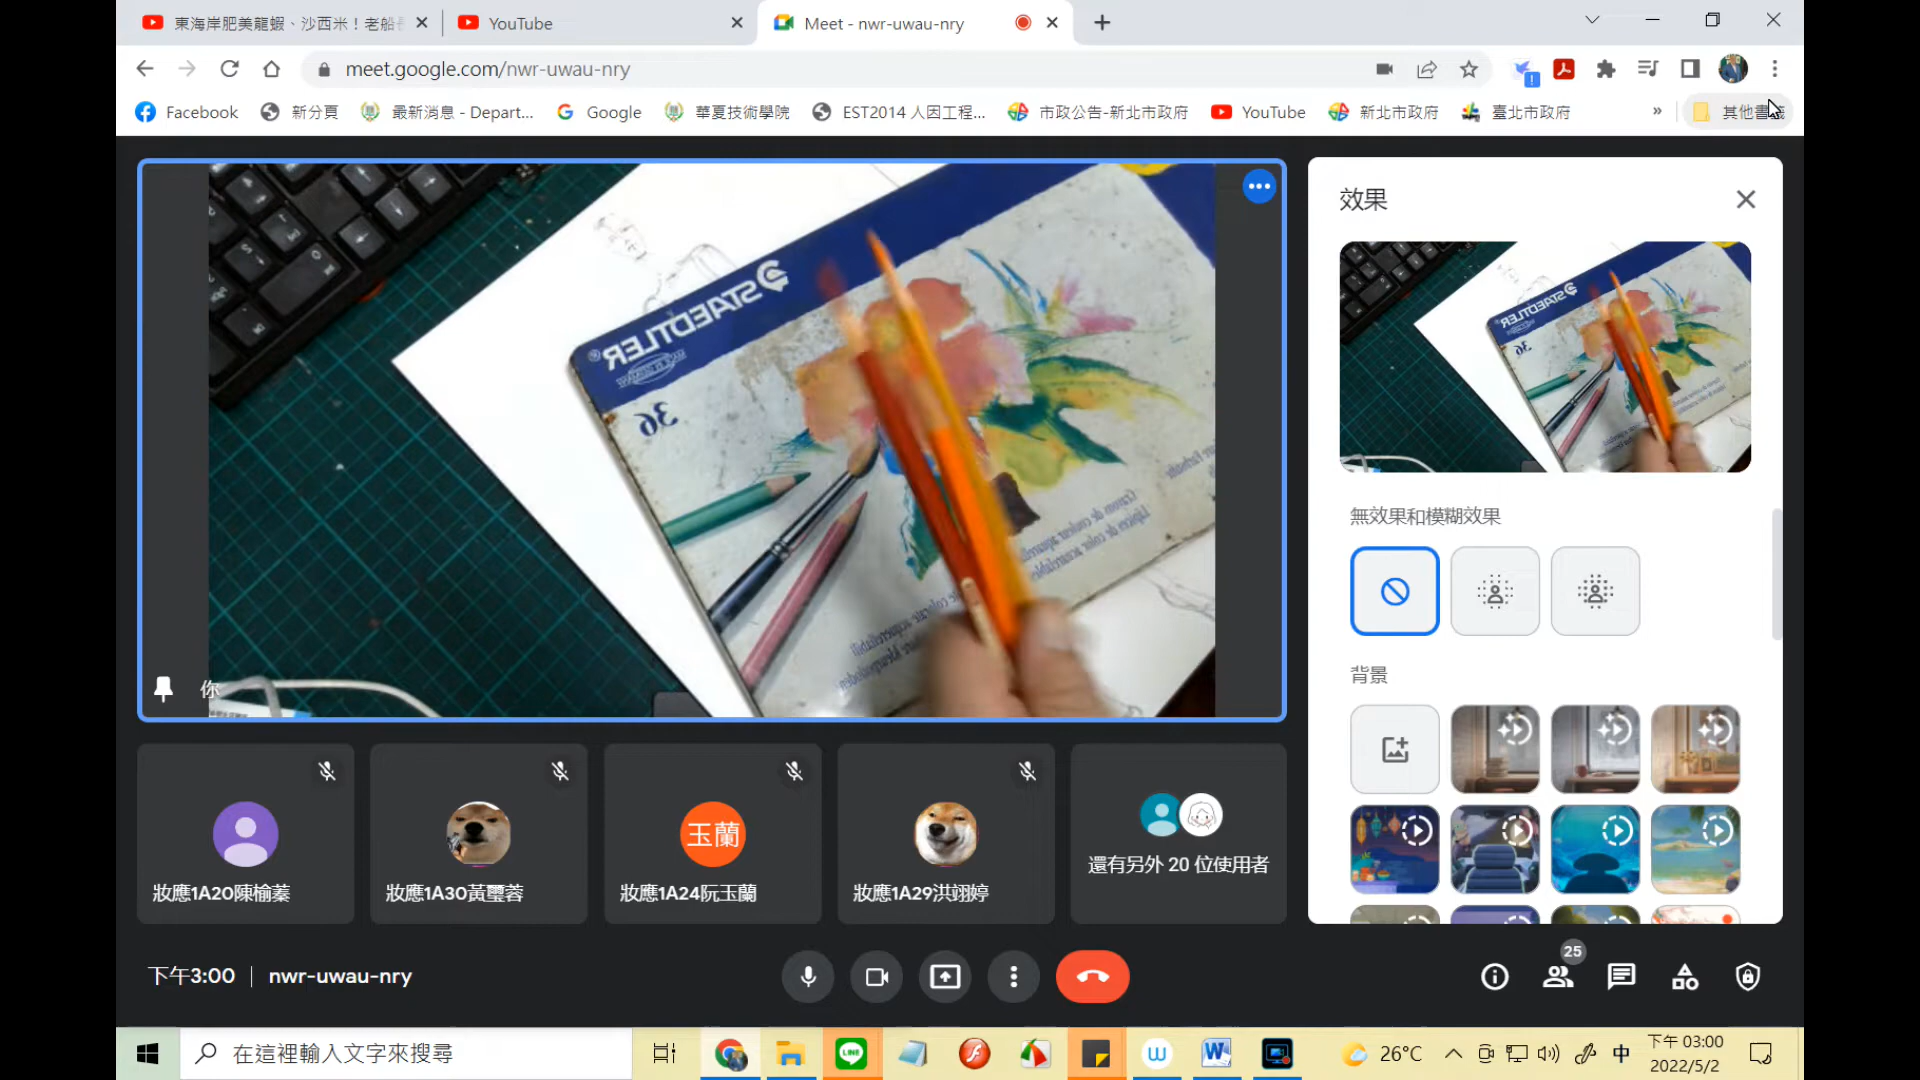 東海岸肥美龍蝦、沙西米！老船長
YouTube
Meet - nwr-uwau-nry
meet.google.com/nwr-uwau-nry
Facebook
新分頁
最新消息 - Depart...
Google
華夏技術學院
EST2014 人因工程...
市政公告-新北市政府
YouTube
新北市政府
臺北市政府
»
其他書籤
STAEDTLER
36
你
效果
STAEDTLER
36
無效果和模糊效果
背景
玉蘭
妝應1A20陳榆蓁
妝應1A30黃璽蓉
妝應1A24阮玉蘭
妝應1A29洪翊婷
還有另外 20 位使用者
下午3:00
nwr-uwau-nry
25
在這裡輸入文字來搜尋
LINE
26°C
中
下午 03:00
2022/5/2